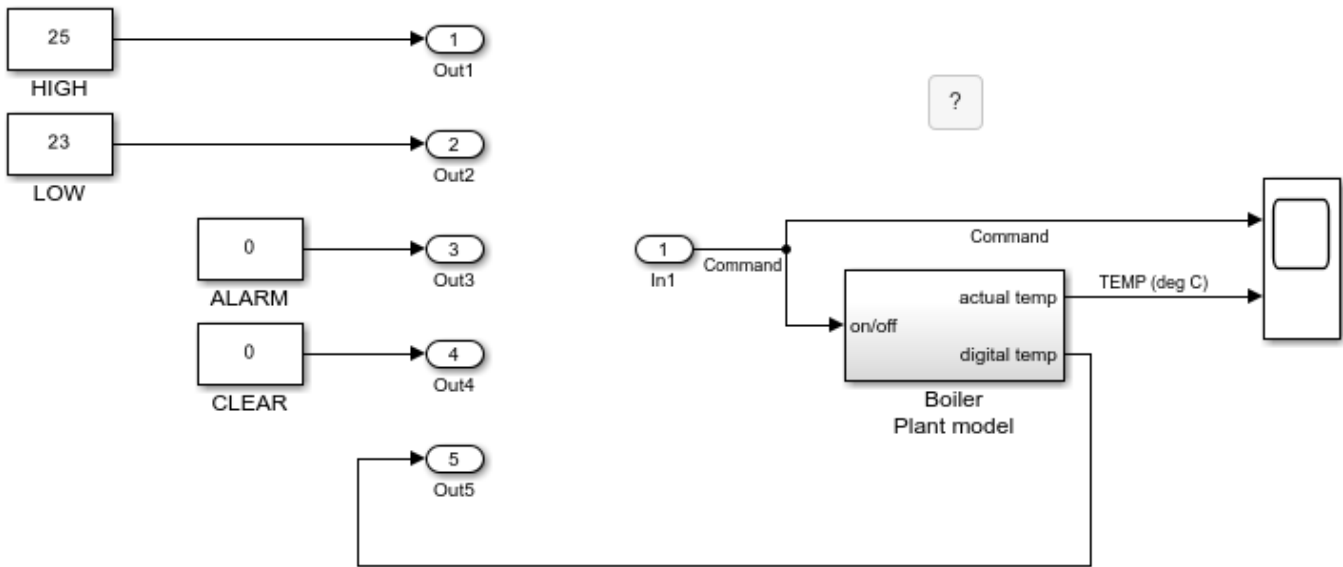 25
HIGH
1
Out1
?
23
LOW
2
Out2
0
ALARM
3
Out3
1
In1
Command
Command
TEMP (deg C)
on/off
actual temp
digital temp
Boiler
Plant model
0
CLEAR
4
Out4
5
Out5